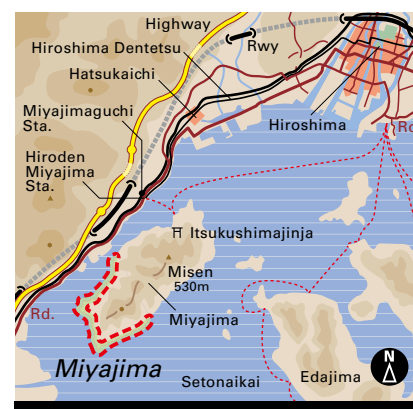 Highway
Hiroshima Dentetsu
Rwy
Hatsukaichi
Miyajimaguchi
Sta.
Hiroshima
Rd
Hiroden
Miyajima
Sta.
Itsukushimajinja
Misen
530m
Rd.
Miyajima
Miyajima
Setonaikai
Edajima
N